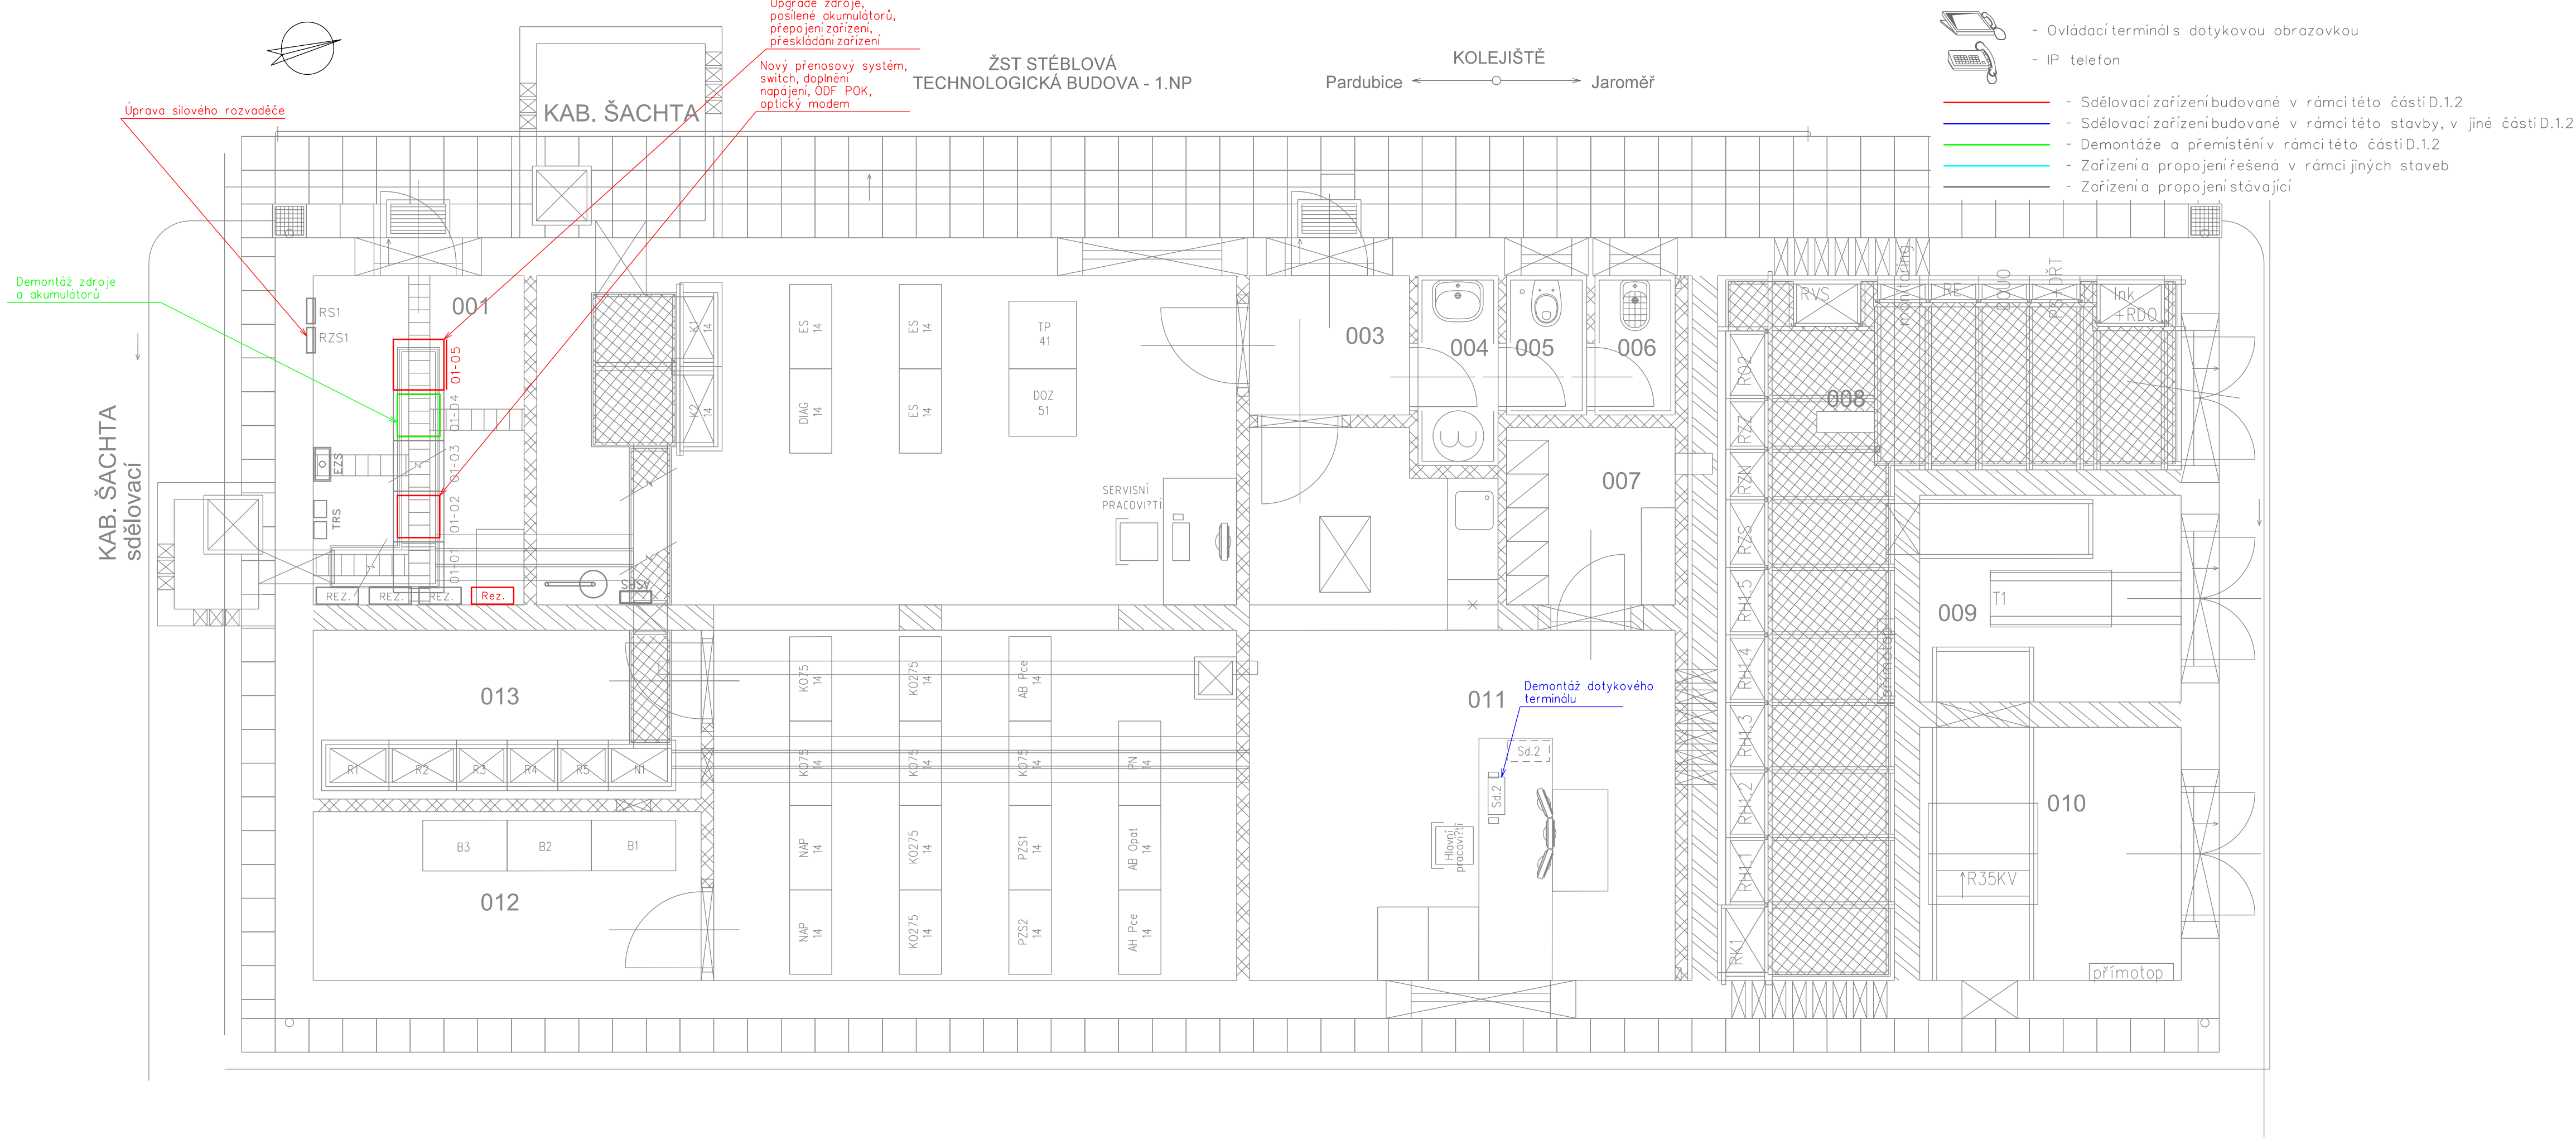 Upgrade zdroje,
posílené akumulátorů,
přepojení zařízení,
přeskládání zařízení
Nový přenosový systém,
switch, doplnění
napájení, ODF POK,
optický modem
ŽST STÉBLOVÁ
TECHNOLOGICKÁ BUDOVA - 1.NP
KOLEJIŠTĚ
Pardubice
Jaroměř
- Ovládací terminál s dotykovou obrazovkou
- IP telefon
- Sdělovací zařízení budované v rámci této části D.1.2
- Sdělovací zařízení budované v rámci této stavby, v jiné části D.1.2
- Demontáže a přemístění v rámci této části D.1.2
- Zařízení a propojení řešená v rámci jiných staveb
- Zařízení a propojení stávající
Úprava silového rozvaděče
KAB. ŠACHTA
Demontáž zdroje
a akumulátorů
KAB. ŠACHTA
sdělovací
RS1
RZS1
001
01-05
01-04
01-03
01-02
01-01
EZS
TRS
REZ.
REZ.
REZ.
Rez.
ASHS
K1
14
K2
14
ES
14
DIAG
14
ES
14
ES
14
TP
41
DOZ
51
SERVISNÍ
PRACOVI?TÌ
003
004
005
006
007
008
RVS
monitoring
RE
DOUO
RS+DŘT
Ink
+RDO
RO2
RZZ
RZN
RZS
RH1.5
RH1.4
RH1.3
RH1.2
RH1.1
RK1
přímotop
009
T1
010
R35KV
přímotop
011
Demontáž dotykového
terminálu
Sd.2
Sd.2
Hlavní
pracovi?tì
013
R1
R2
R3
R4
R5
N1
012
B3
B2
B1
KO75
14
KO275
14
AB Pce
14
KO75
14
KO75
14
KO75
14
PN
14
NAP
14
KO275
14
PZS1
14
AB Opat
14
NAP
14
KO275
14
PZS2
14
AH Pce
14